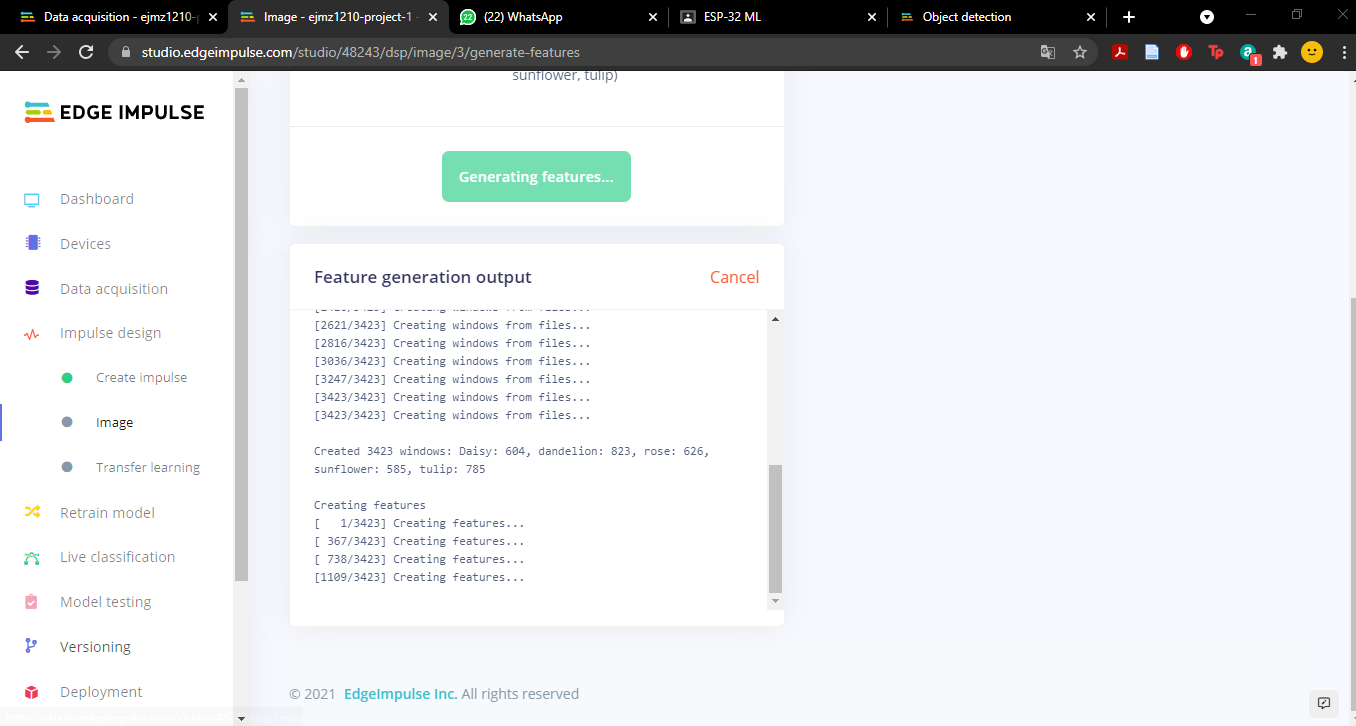 Data acquisition - ejmz1210-p
Image - ejmz1210-project-1 -
22
(22) WhatsApp
ESP-32 ML
Object detection
studio.edgeimpulse.com/studio/48243/dsp/image/3/generate-features
Tp
1
EDGE IMPULSE
Dashboard
Devices
Data acquisition
Impulse design
Create impulse
Image
Transfer learning
Retrain model
Live classification
Model testing
Versioning
Deployment
sunflower, tulip)
Generating features...
Feature generation output
Cancel
[2621/3423] Creating windows from files...
[2816/3423] Creating windows from files...
[3036/3423] Creating windows from files...
[3247/3423] Creating windows from files...
[3423/3423] Creating windows from files...
[3423/3423] Creating windows from files...
Created 3423 windows: Daisy: 604, dandelion: 823, rose: 626,
sunflower: 585, tulip: 785
Creating features
[   1/3423] Creating features...
[ 367/3423] Creating features...
[ 738/3423] Creating features...
[1109/3423] Creating features...
© 2021 EdgeImpulse Inc. All rights reserved